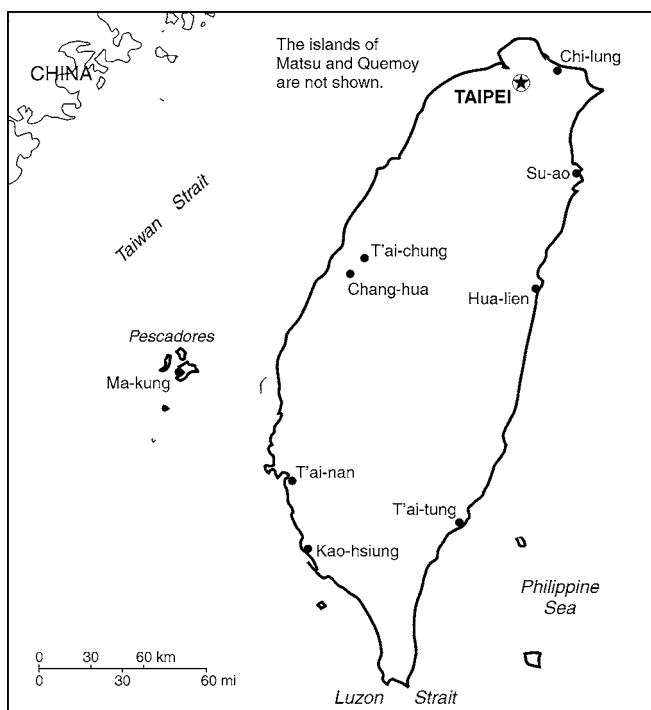 The islands of
Matsu and Quemoy
are not shown.
CHINA
Chi-lung
TAIPEI
Su-ao
Taiwan Strait
T'ai-chung
Chang-hua
Hua-lien
Pescadores
Ma-kung
T'ai-nan
T'ai-tung
Kao-hsiung
Philippine
Sea
0 30 60 km
0 30 60 mi
Luzon Strait